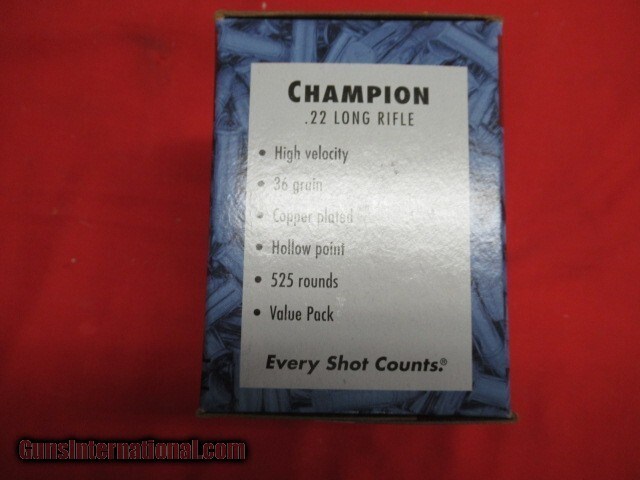 CHAMPION
.22 LONG RIFLE
• High velocity
• 36 grain
• Copper plated
• Hollow point
• 525 rounds
• Value Pack
Every Shot Counts.®
GunsInternational.com